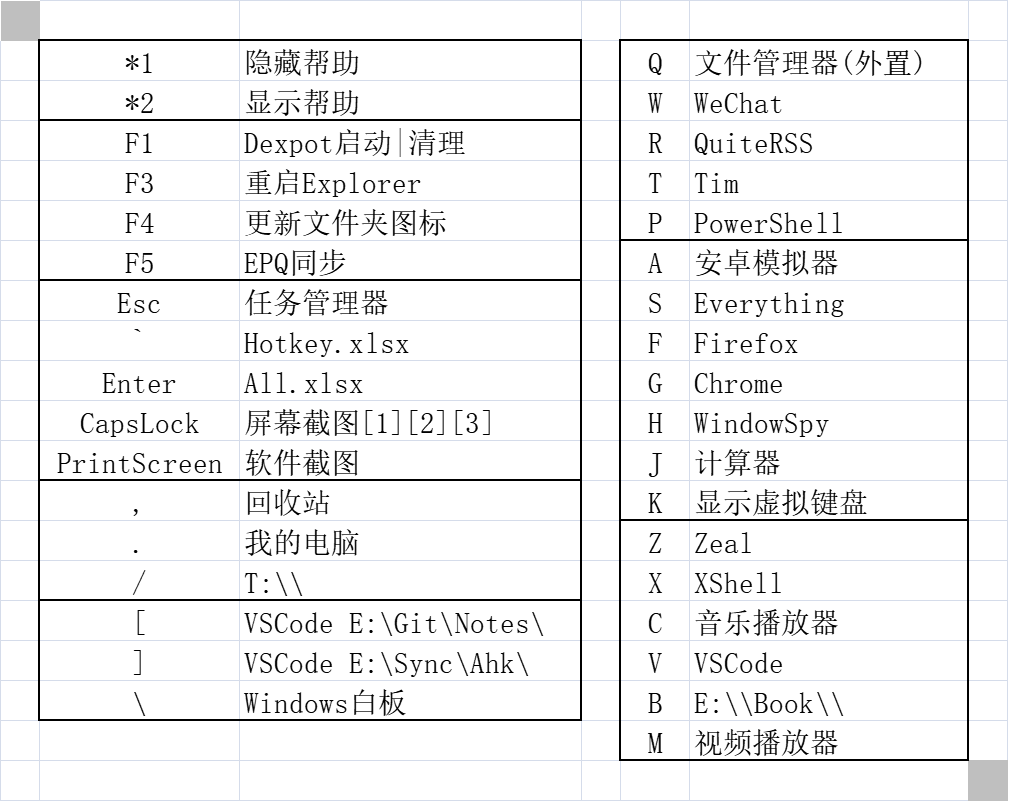 *1 隐藏帮助
*2 显示帮助
F1 Dexpot启动|清理
F3 重启Explorer
F4 更新文件夹图标
F5 EPQ同步
Esc 任务管理器
` Hotkey.xlsx
Enter All.xlsx
CapsLock 屏幕截图[1][2][3]
PrintScreen 软件截图
, 回收站
. 我的电脑
/ T:\\
[ VSCode E:\Git\Notes\
] VSCode E:\Sync\Ahk\
\ Windows白板
Q 文件管理器(外置)
W WeChat
R QuiteRSS
T Tim
P PowerShell
A 安卓模拟器
S Everything
F Firefox
G Chrome
H WindowSpy
J 计算器
K 显示虚拟键盘
Z Zeal
X XShell
C 音乐播放器
V VSCode
B E:\\Book\\
M 视频播放器